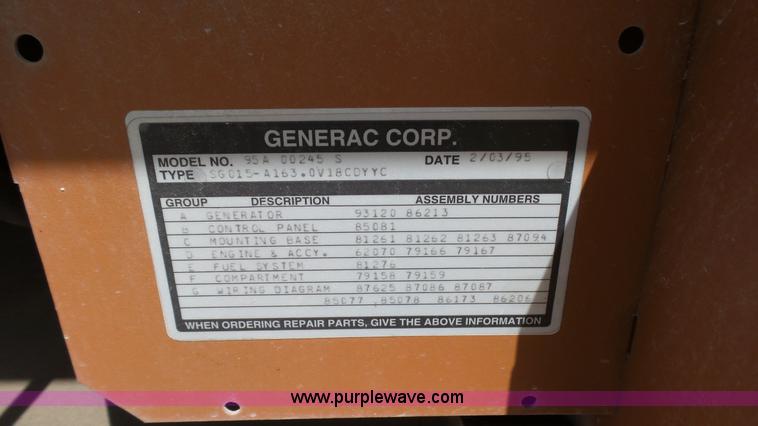 GENERAC CORP.
MODEL NO. 95A 00245 S DATE 2/03/95
TYPE SG015-A163.0V18CDYYC
GROUP DESCRIPTION ASSEMBLY NUMBERS
A GENERATOR 93120 86213
B CONTROL PANEL 85081
C MOUNTING BASE 81261 81262 81263 87094
D ENGINE & ACCY. 62070 79166 79167
E FUEL SYSTEM 81276
F COMPARTMENT 79158 79159
G WIRING DIAGRAM 87625 87086 87087
85077 ,85078 86173 86206
WHEN ORDERING REPAIR PARTS, GIVE THE ABOVE INFORMATION
www.purplewave.com